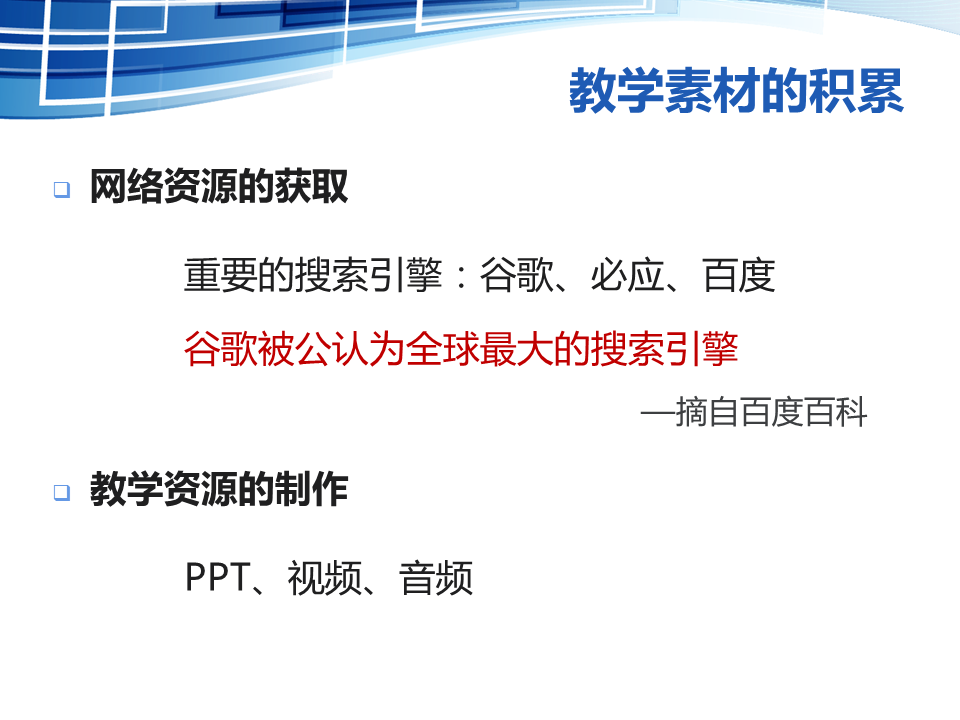 教学素材的积累
网络资源的获取
重要的搜索引擎：谷歌、必应、百度
谷歌被公认为全球最大的搜索引擎
—摘自百度百科
教学资源的制作
PPT、视频、音频